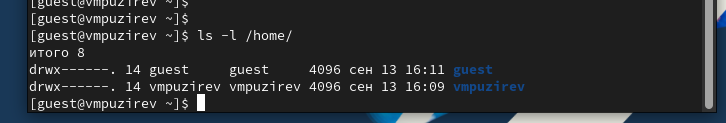 [guest@vmpuzirev ~]$
[guest@vmpuzirev ~]$
[guest@vmpuzirev ~]$ ls -l /home/
итого 8
drwx------. 14 guest     guest     4096 сен 13 16:11 guest
drwx------. 14 vmpuzirev vmpuzirev 4096 сен 13 16:09 vmpuzirev
[guest@vmpuzirev ~]$